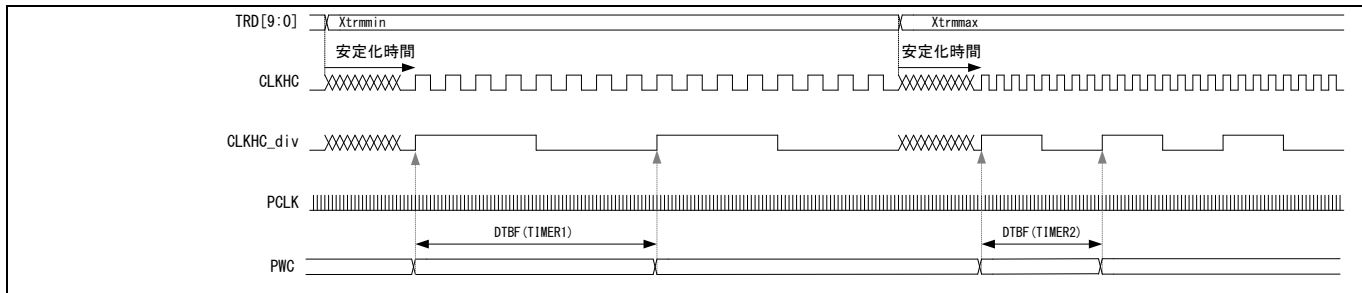 TRD[9:0]
Xtrmmin
Xtrmmax
安定化時間
安定化時間
CLKHC
CLKHC_div
PCLK
DTBF(TIMER1)
DTBF(TIMER2)
PWC